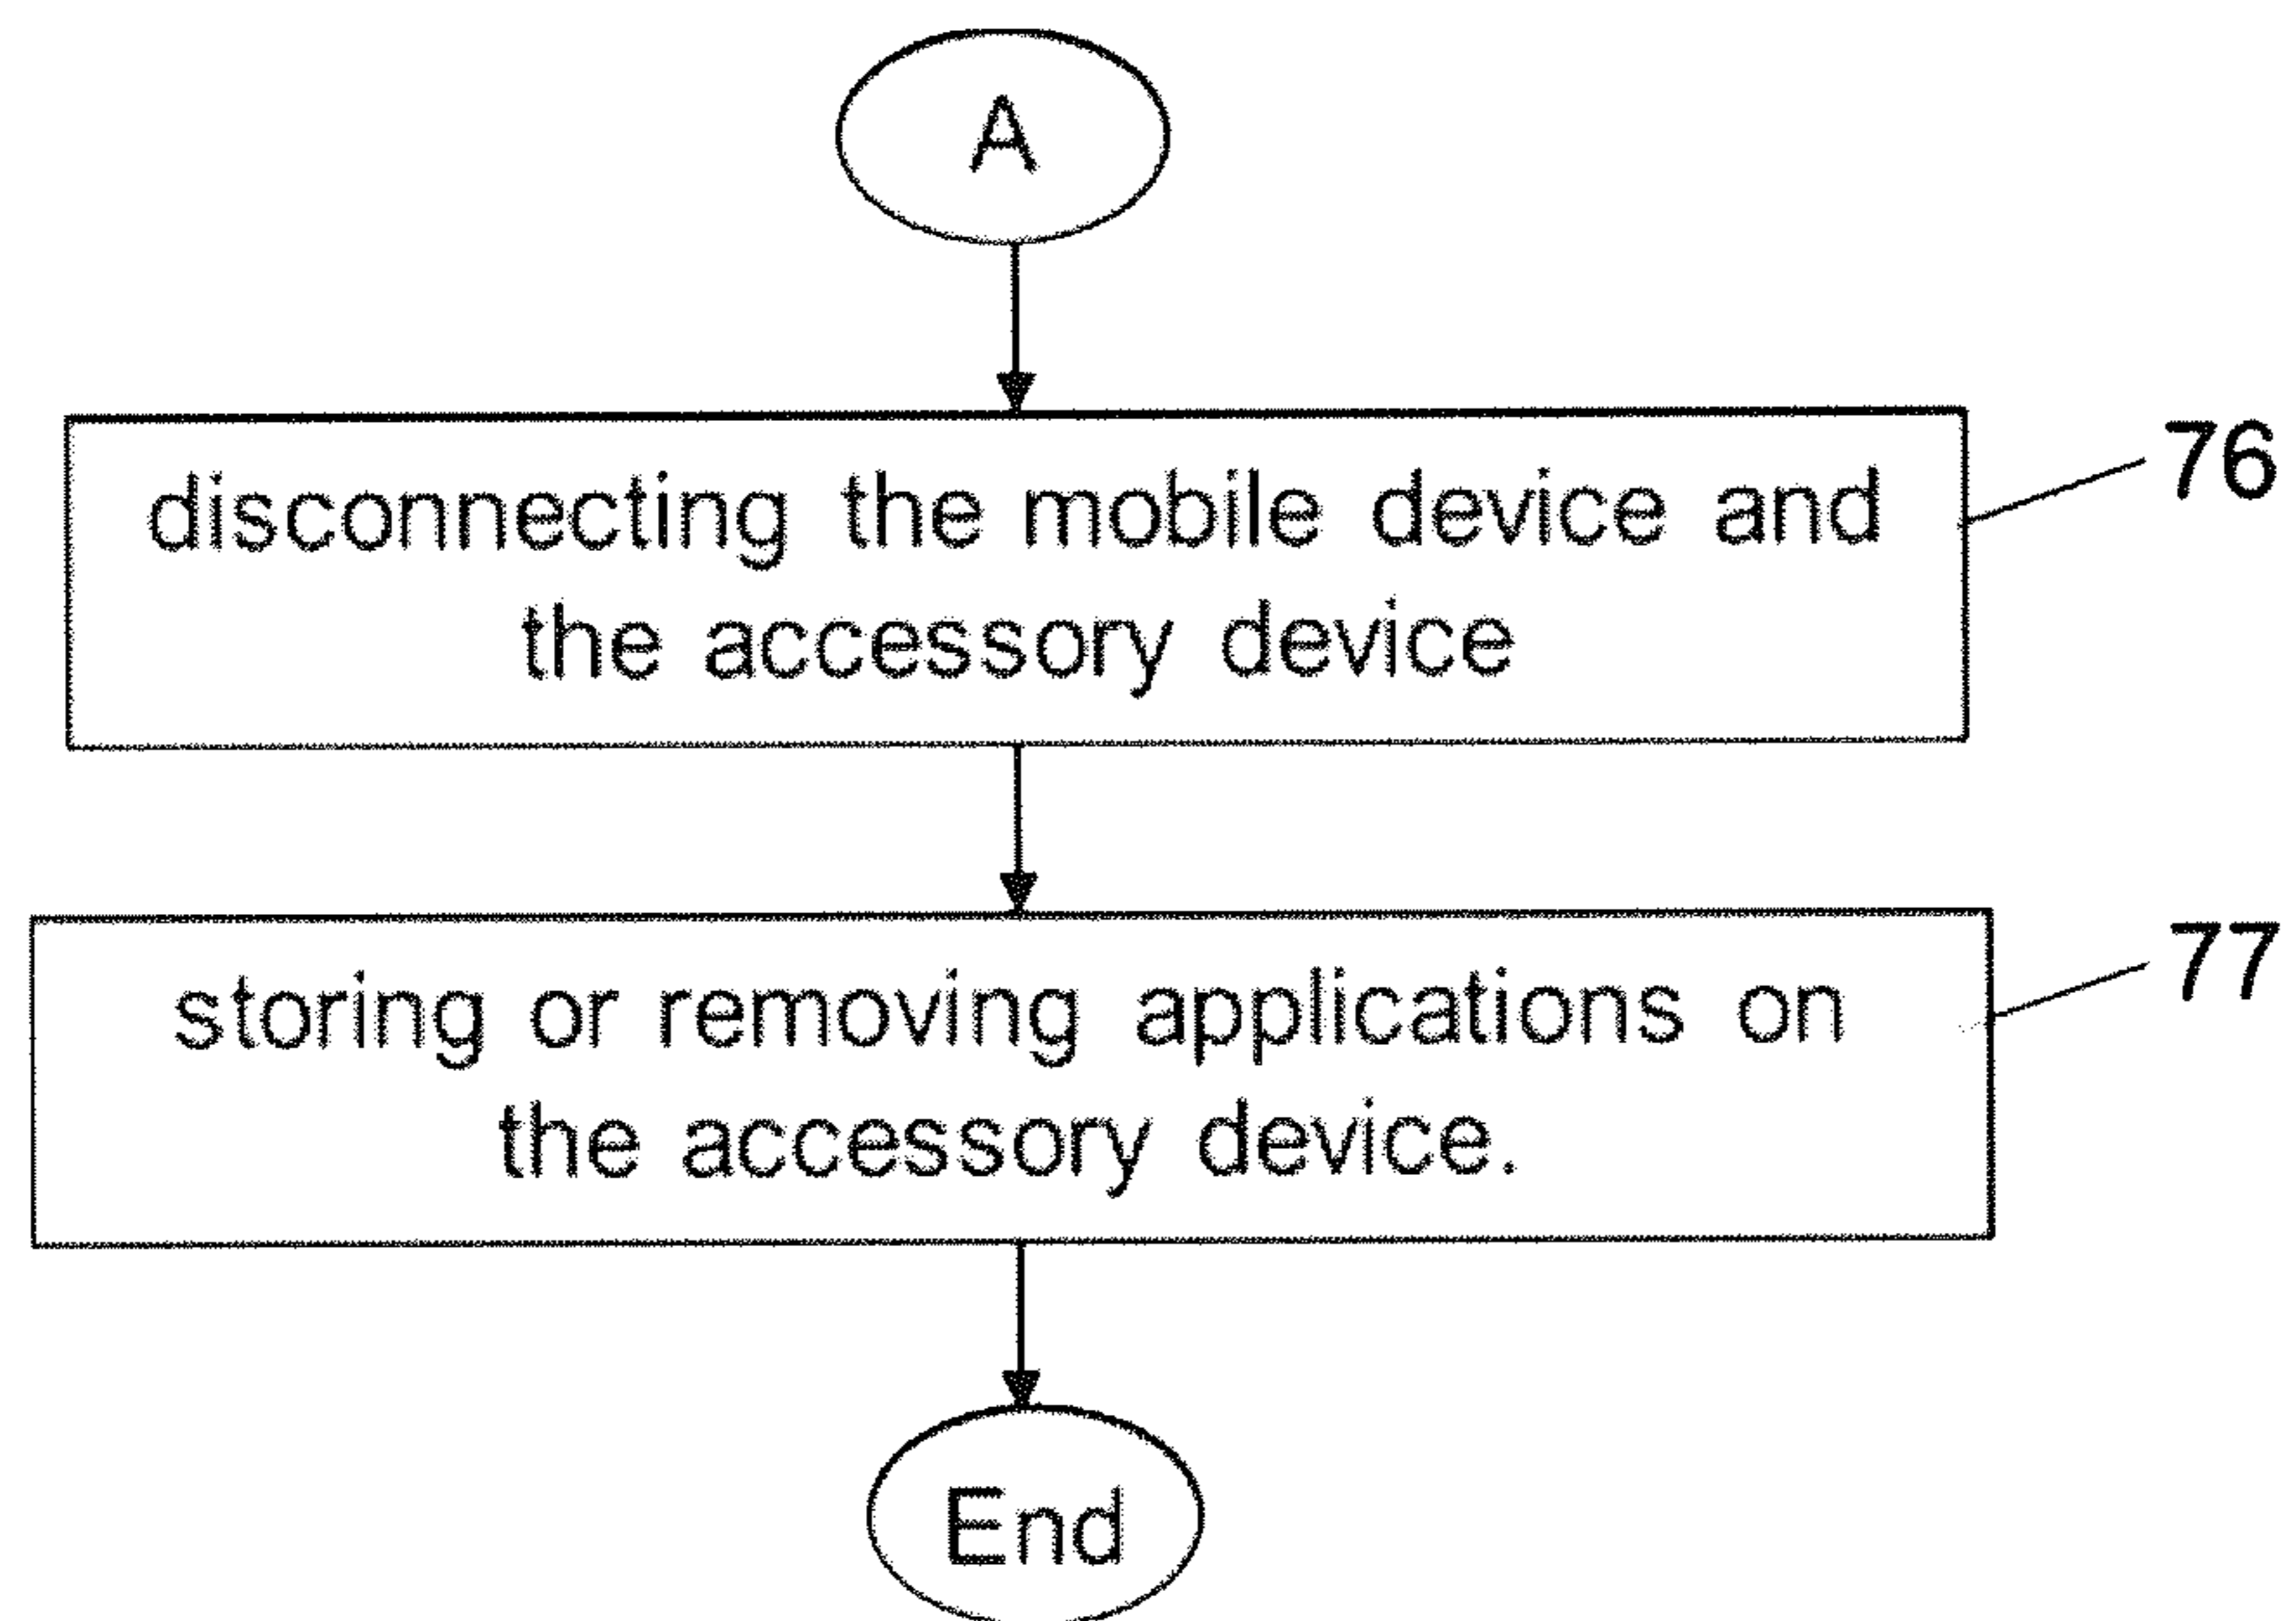 A
disconnecting the mobile device and
the accessory device
76
storing or removing applications on
the accessory device.
77
End